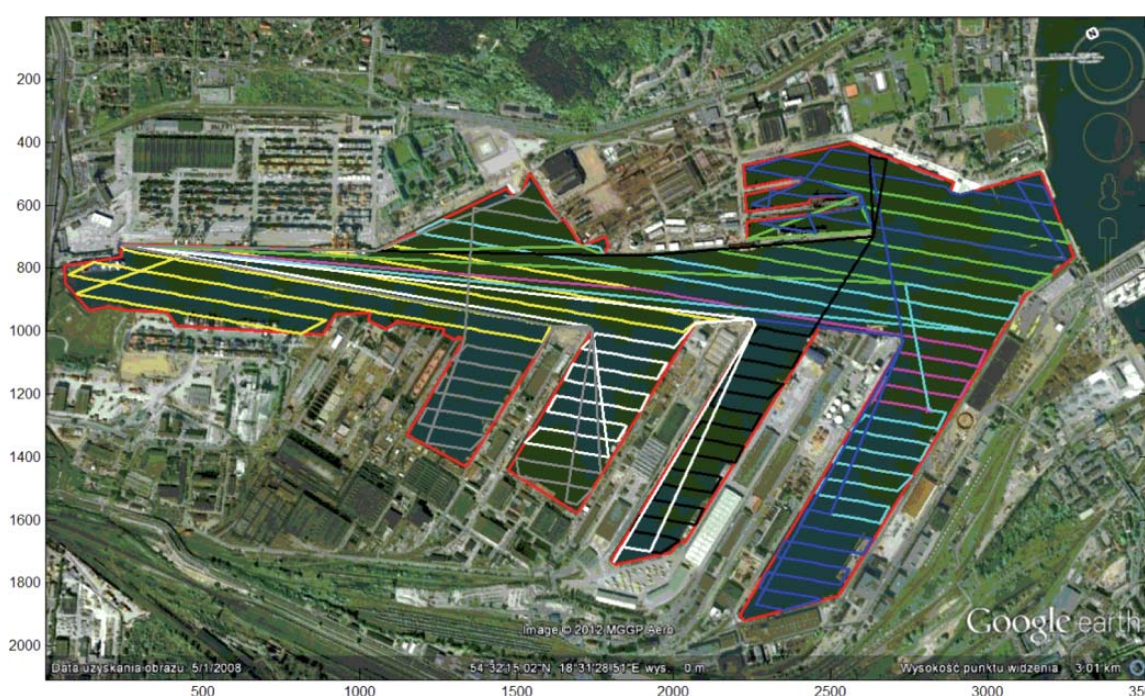 200
400
600
800
1000
1200
1400
1600
1800
2000
Google earth
Image © 2012 MGGP Aero
Data uzyskania obrazu: 5/1/2008 54°32'15.02"N 18°31'28.51"E wys. 0 m Wysokość punktu widzenia 3.01 km
500 1000 1500 2000 2500 3000